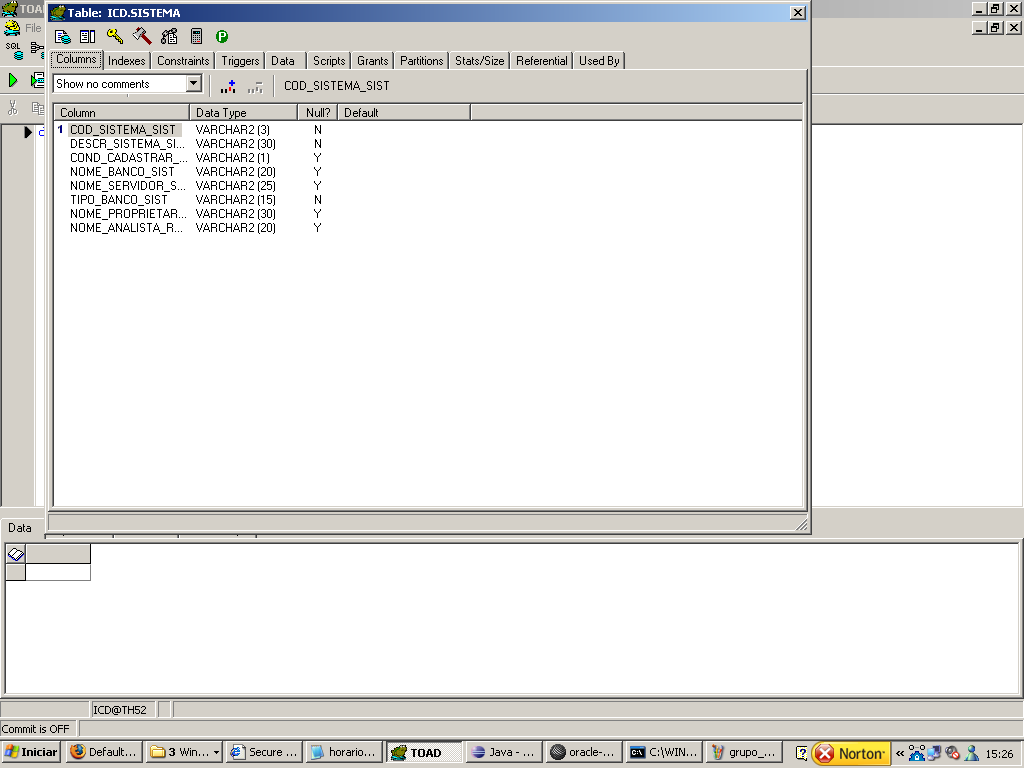 TOA
Table: ICD.SISTEMA
File
SQL
Columns Indexes Constraints Triggers Data Scripts Grants Partitions Stats/Size Referential Used By
Show no comments COD_SISTEMA_SIST
Column Data Type Null? Default
1 COD_SISTEMA_SIST VARCHAR2 (3) N
DESCR_SISTEMA_SI... VARCHAR2 (30) N
COND_CADASTRAR_... VARCHAR2 (1) Y
NOME_BANCO_SIST VARCHAR2 (20) Y
NOME_SERVIDOR_S... VARCHAR2 (25) Y
TIPO_BANCO_SIST VARCHAR2 (15) N
NOME_PROPRIETAR... VARCHAR2 (30) Y
NOME_ANALISTA_R... VARCHAR2 (20) Y
Data
ICD@TH52
Commit is OFF
Iniciar Default... 3 Win... Secure ... horario... TOAD Java - ... oracle-... C:\WIN... grupo_... Norton· « 15:26